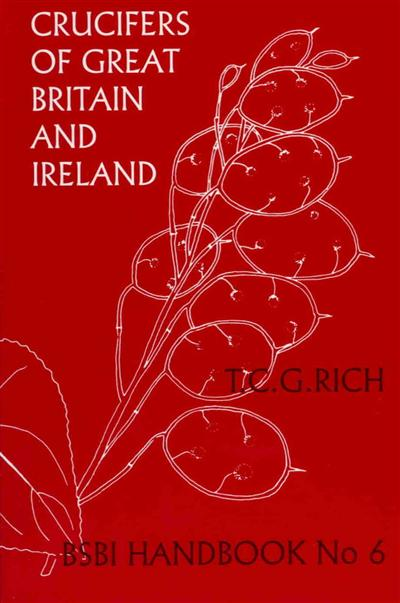 CRUCIFERS
OF GREAT
BRITAIN
AND
IRELAND
T.C.G.RICH
BSBI HANDBOOK No 6